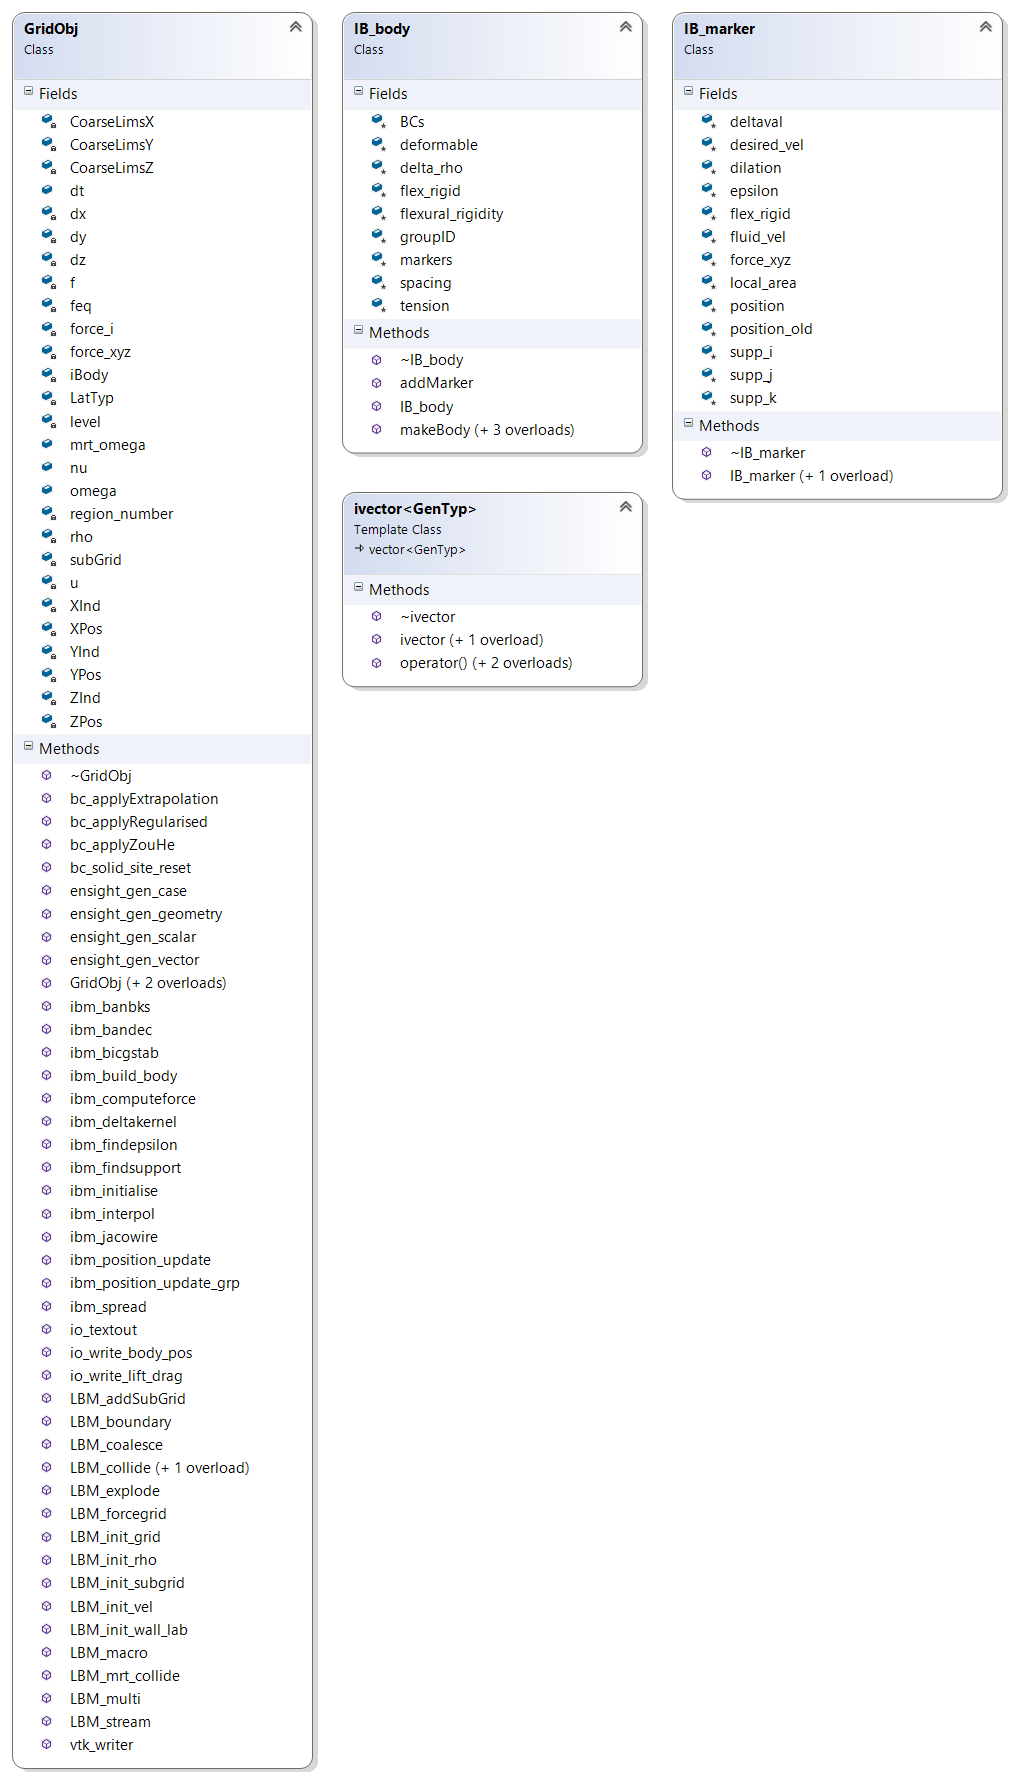 GridObj
Class
Fields
CoarseLimsX
CoarseLimsY
CoarseLimsZ
dt
dx
dy
dz
f
feq
force_i
force_xyz
iBody
LatTyp
level
mrt_omega
nu
omega
region_number
rho
subGrid
u
XInd
XPos
YInd
YPos
ZInd
ZPos
Methods
~GridObj
bc_applyExtrapolation
bc_applyRegularised
bc_applyZouHe
bc_solid_site_reset
ensight_gen_case
ensight_gen_geometry
ensight_gen_scalar
ensight_gen_vector
GridObj (+ 2 overloads)
ibm_banbks
ibm_bandec
ibm_bicgstab
ibm_build_body
ibm_computeforce
ibm_deltakernel
ibm_findepsilon
ibm_findsupport
ibm_initialise
ibm_interpol
ibm_jacowire
ibm_position_update
ibm_position_update_grp
ibm_spread
io_textout
io_write_body_pos
io_write_lift_drag
LBM_addSubGrid
LBM_boundary
LBM_coalesce
LBM_collide (+ 1 overload)
LBM_explode
LBM_forcegrid
LBM_init_grid
LBM_init_rho
LBM_init_subgrid
LBM_init_vel
LBM_init_wall_lab
LBM_macro
LBM_mrt_collide
LBM_multi
LBM_stream
vtk_writer
IB_body
Class
Fields
BCs
deformable
delta_rho
flex_rigid
flexural_rigidity
groupID
markers
spacing
tension
Methods
~IB_body
addMarker
IB_body
makeBody (+ 3 overloads)
ivector<GenTyp>
Template Class
vector<GenTyp>
Methods
~ivector
ivector (+ 1 overload)
operator() (+ 2 overloads)
IB_marker
Class
Fields
deltaval
desired_vel
dilation
epsilon
flex_rigid
fluid_vel
force_xyz
local_area
position
position_old
supp_i
supp_j
supp_k
Methods
~IB_marker
IB_marker (+ 1 overload)